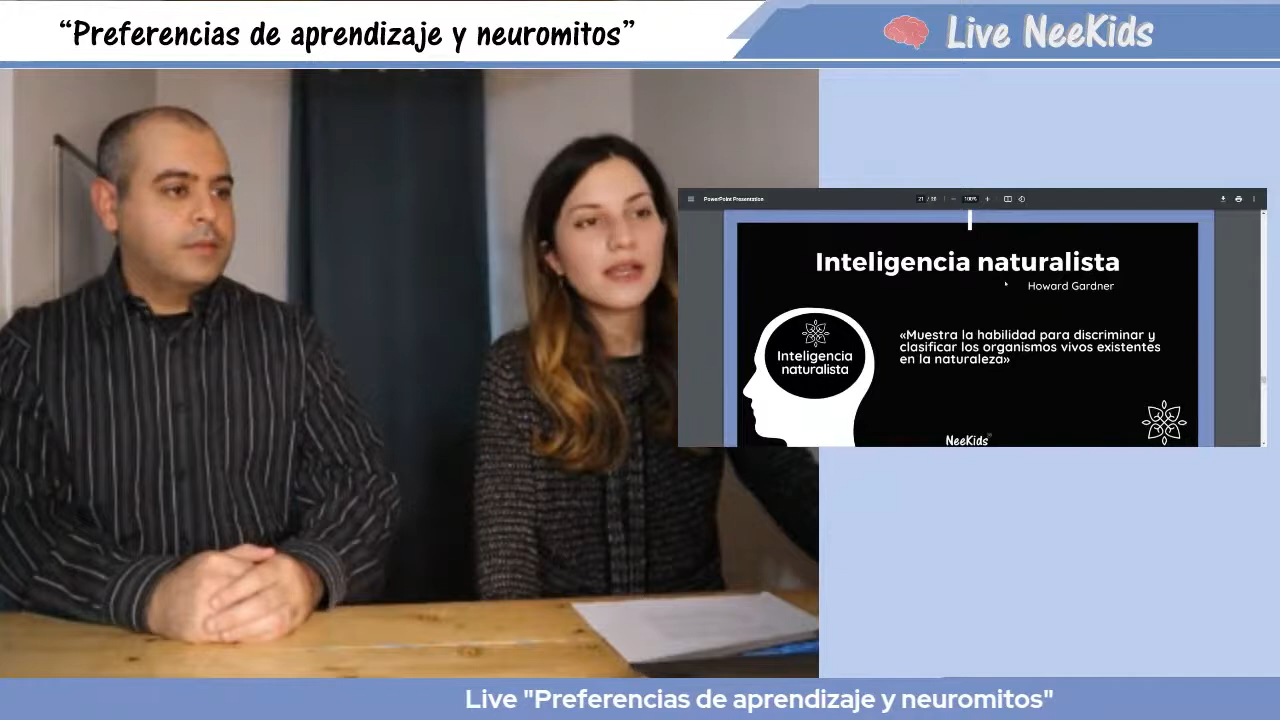 “Preferencias de aprendizaje y neuromitos”
Live NeeKids
PowerPoint Presentation
100%
Inteligencia naturalista
Howard Gardner
Inteligencia
naturalista
«Muestra la habilidad para discriminar y
clasificar los organismos vivos existentes
en la naturaleza»
NeeKids
Live "Preferencias de aprendizaje y neuromitos"